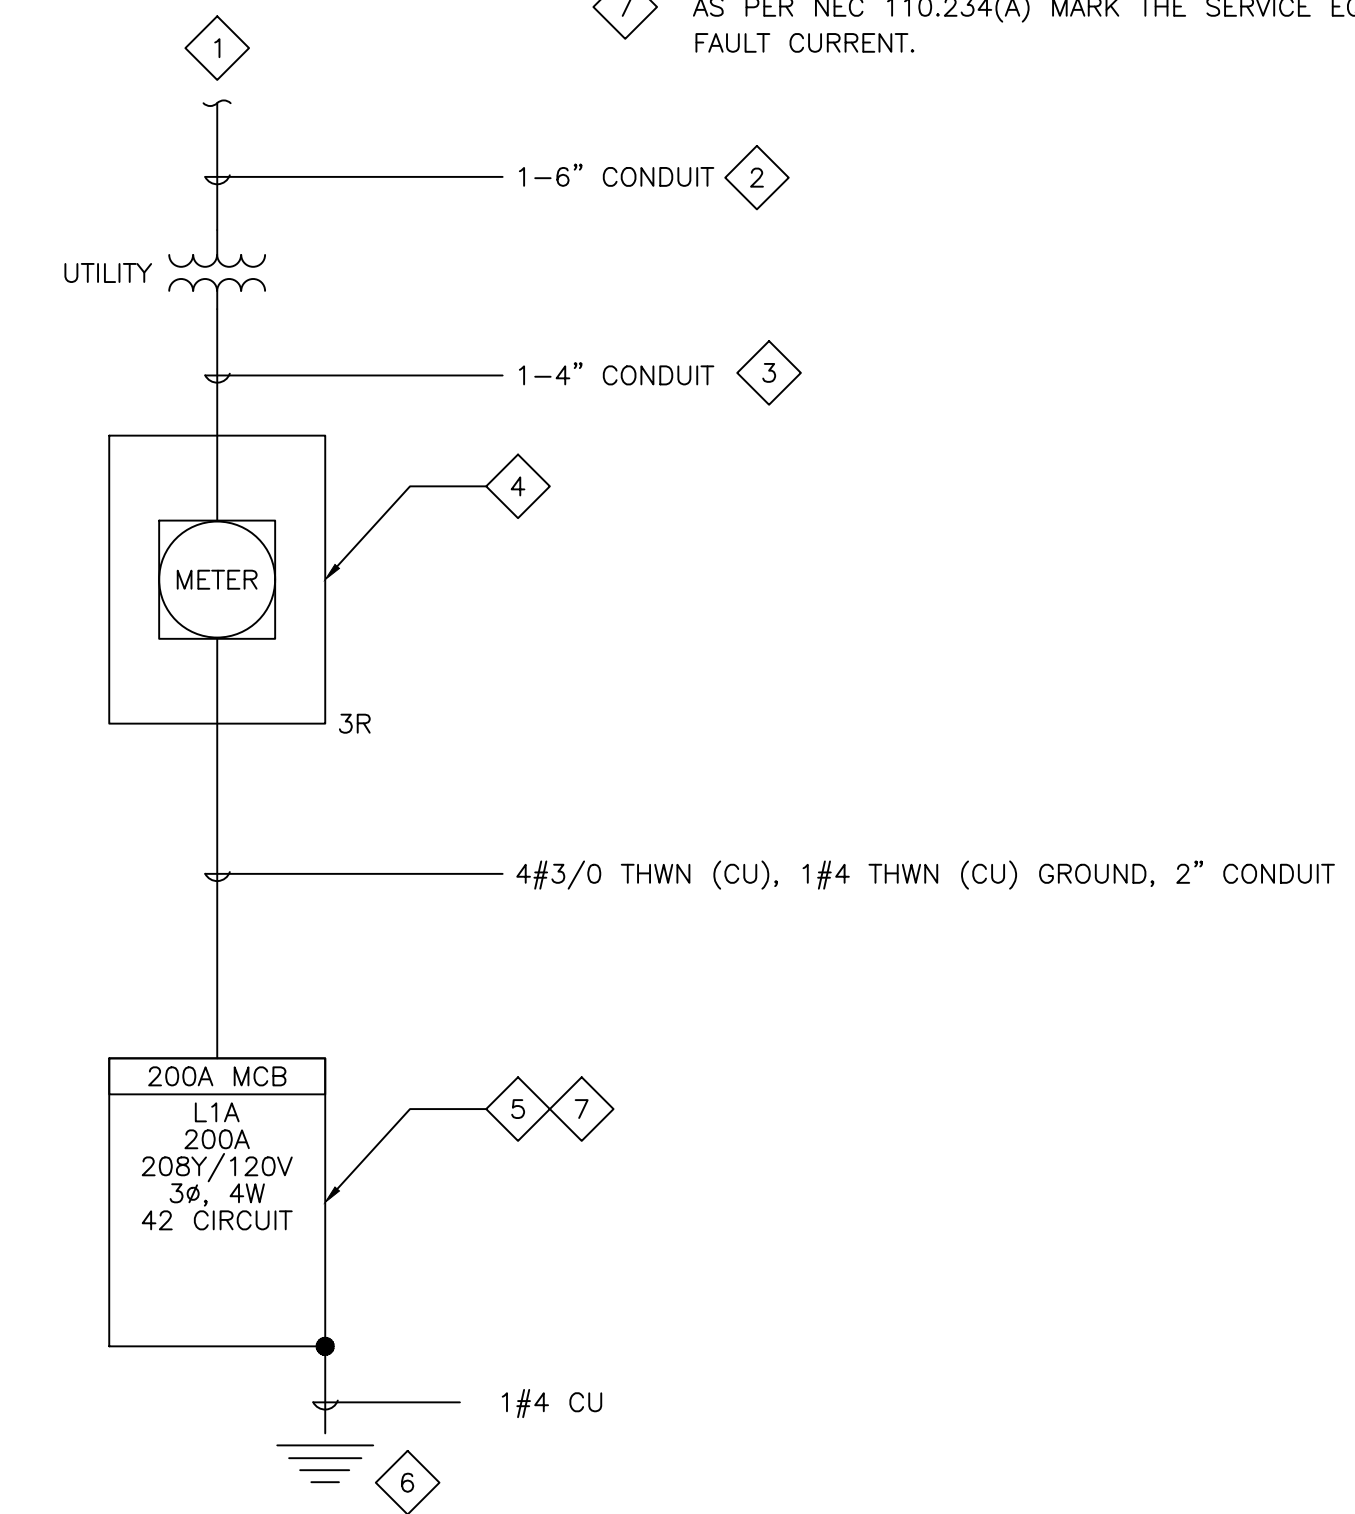 7 AS PER NEC 110.234(A) MARK THE SERVICE
FAULT CURRENT.
1
1-6" CONDUIT 2
UTILITY
1-4" CONDUIT 3
4
METER
3R
4#3/0 THWN (CU), 1#4 THWN (CU) GROUND, 2" CONDUIT
200A MCB
5 7
L1A
200A
208Y/120V
3ø, 4W
42 CIRCUIT
1#4 CU
6